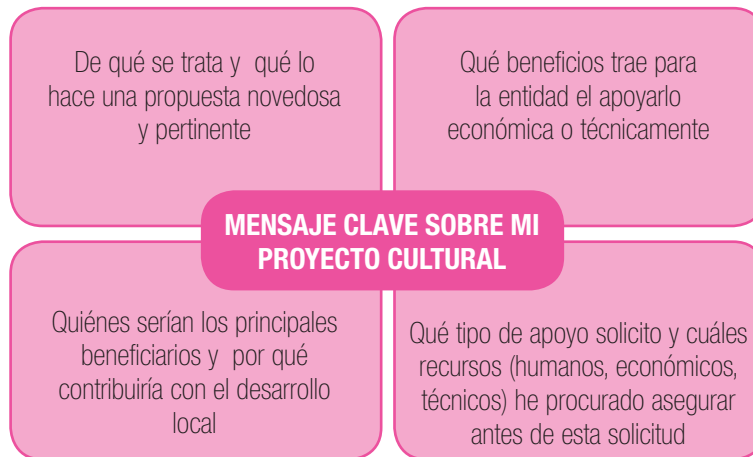 De qué se trata y qué lo
hace una propuesta novedosa
y pertinente
Qué beneficios trae para
la entidad el apoyarlo
económica o técnicamente
MENSAJE CLAVE SOBRE MI
PROYECTO CULTURAL
Quiénes serían los principales
beneficiarios y por qué
contribuiría con el desarrollo
local
Qué tipo de apoyo solicito y cuáles
recursos (humanos, económicos,
técnicos) he procurado asegurar
antes de esta solicitud